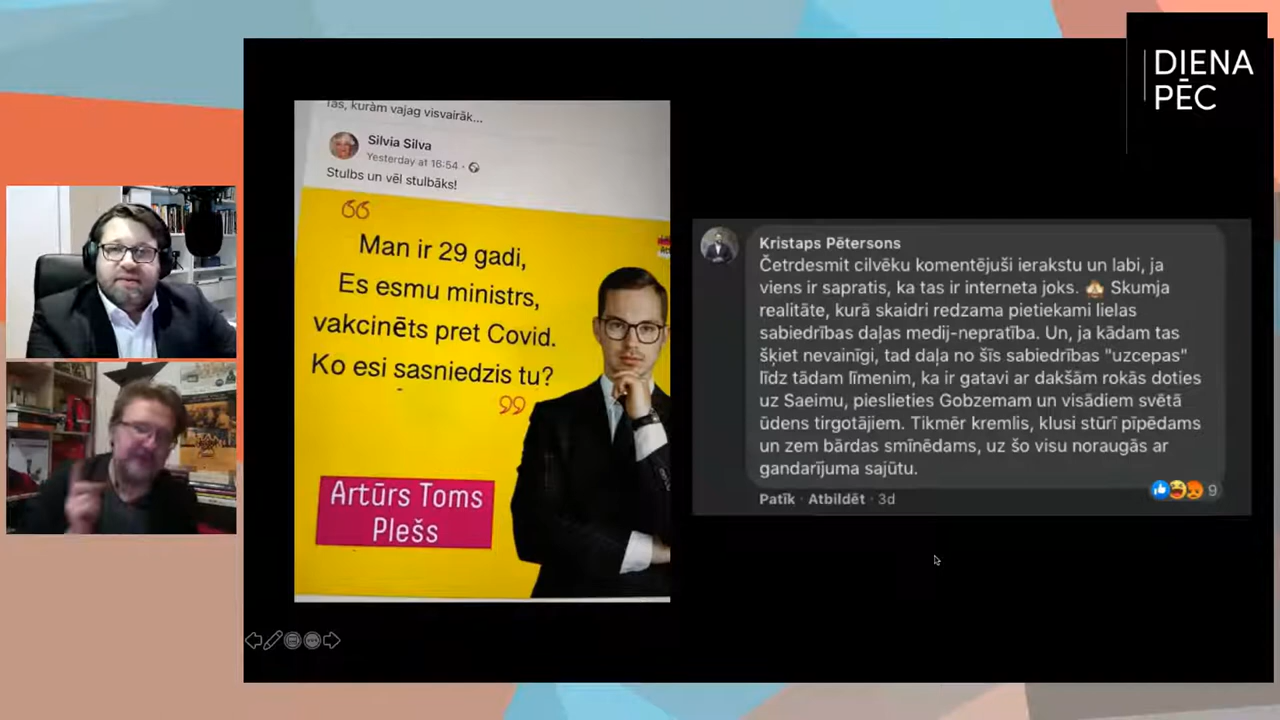 DIENA
PĒC
Tas, kurām vajag visvairāk...
Silvia Silva
Yesterday at 16:54 ·
Stulbs un vēl stulbāks!
Man ir 29 gadi,
Es esmu ministrs,
vakcinēts pret Covid.
Ko esi sasniedzis tu?
Artūrs Toms
Plešs
Kristaps Pētersons
Četrdesmit cilvēku komentējuši ierakstu un labi, ja
viens ir sapratis, ka tas ir interneta joks. 🙈 Skumja
realitāte, kurā skaidri redzama pietiekami lielas
sabiedrības daļas medij-nepratība. Un, ja kādam tas
šķiet nevainīgi, tad daļa no šīs sabiedrības "uzcepas"
līdz tādam līmenim, ka ir gatavi ar dakšām rokās doties
uz Saeimu, pieslieties Gobzemam un visādiem svētā
ūdens tirgotājiem. Tikmēr kremlis, klusi stūrī pīpēdams
un zem bārdas smīnēdams, uz šo visu noraugās ar
gandarījuma sajūtu.
Patīk · Atbildēt · 3d
9